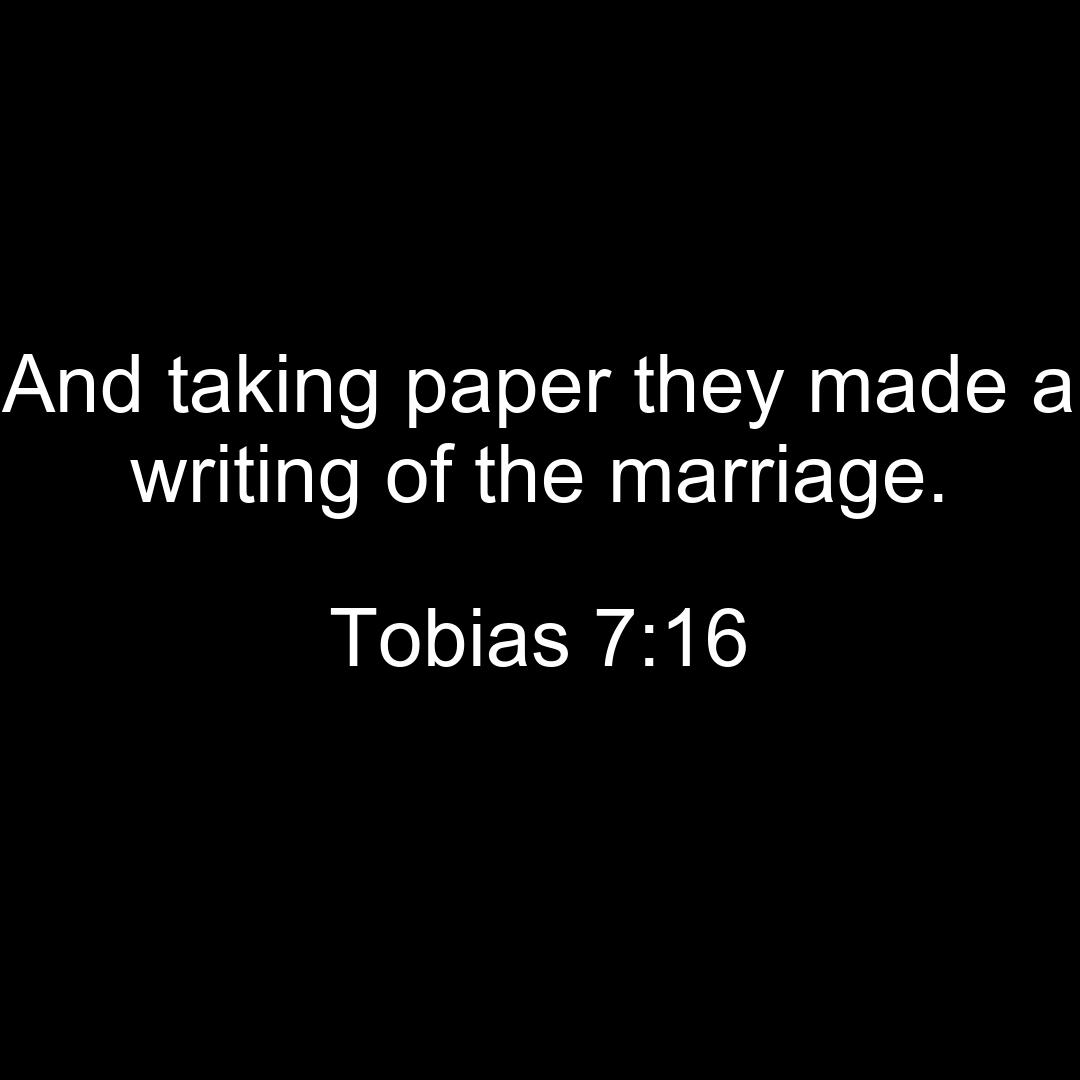 And taking paper they made a
writing of the marriage.
Tobias 7:16